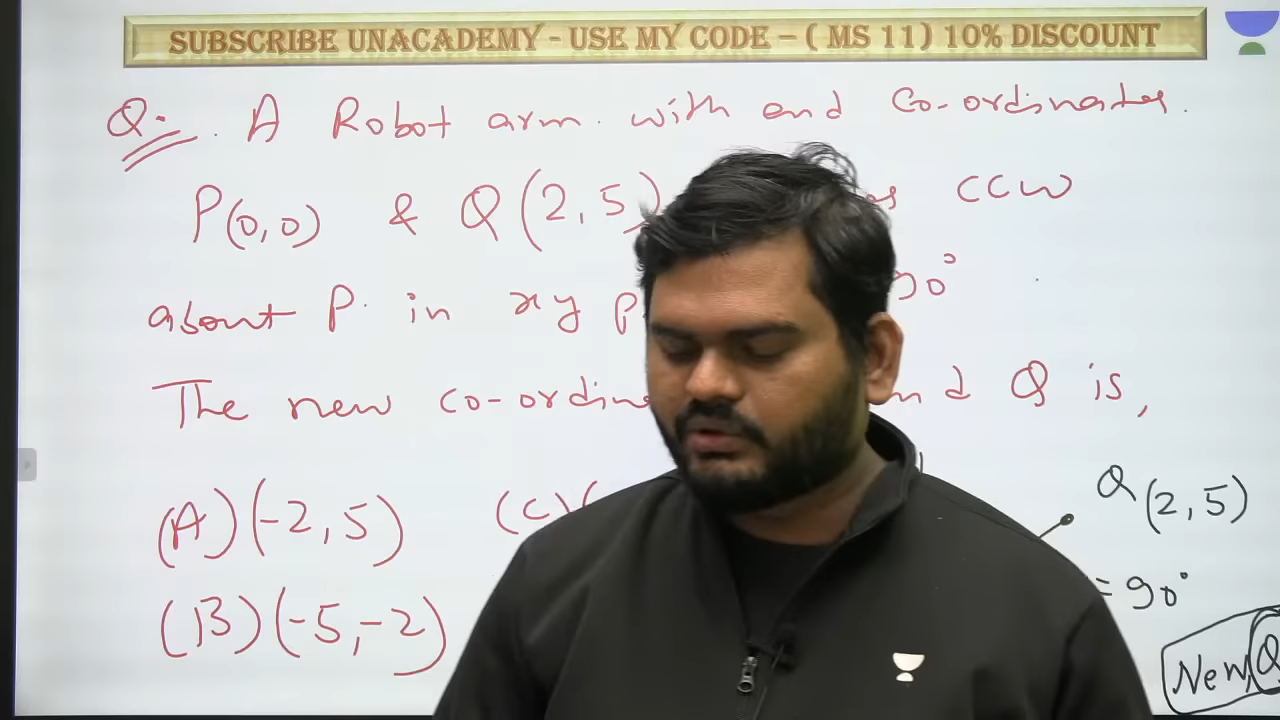 SUBSCRIBE UNACADEMY - USE MY CODE - ( MS 11) 10% DISCOUNT
Q:- A Robot arm with end Co-ordinates.
P(0,0) & Q(2,5) CCW
about P. in xy 90°
The new co-ordin Q is,
(A)(-2,5) (C)(
(B)(-5,-2)
Q(2,5)
= 90°
New Q